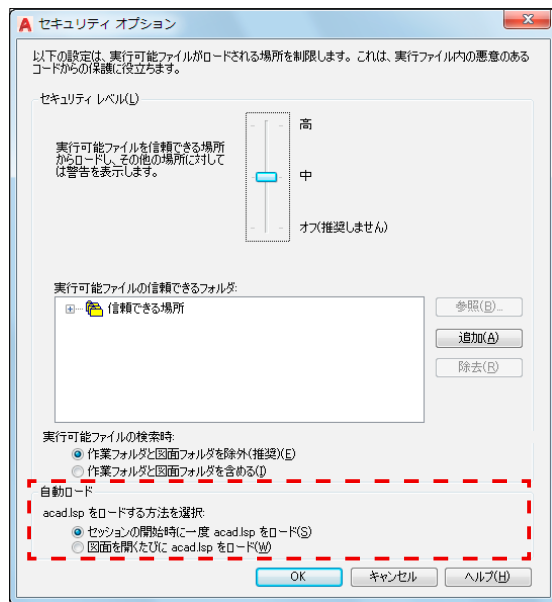 セキュリティ オプション
以下の設定は、実行可能ファイルがロードされる場所を制限します。これは、実行ファイル内の悪意のある
コードからの保護に役立ちます。
セキュリティ レベル(L)
高
実行可能ファイルを信頼できる場所
からロードし、その他の場所に対して
は警告を表示します。
中
オフ(推奨しません)
実行可能ファイルの信頼できるフォルダ:
信頼できる場所
参照(B)...
追加(A)
除去(R)
実行可能ファイルの検索時:
作業フォルダと図面フォルダを除外(推奨)(E)
作業フォルダと図面フォルダを含める(I)
自動ロード
acad.lsp をロードする方法を選択:
セッションの開始時に一度 acad.lsp をロード(S)
図面を開くたびに acad.lsp をロード(W)
OK
キャンセル
ヘルプ(H)